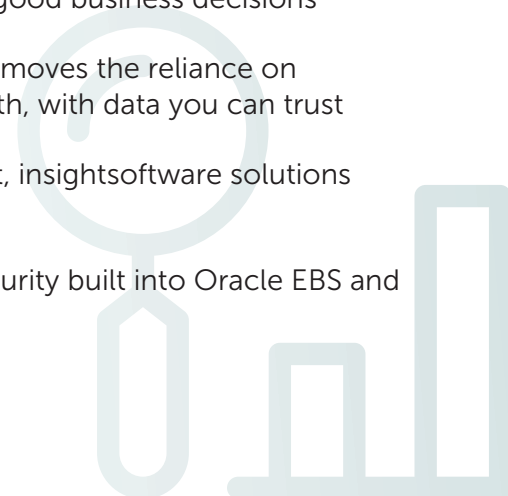 good business decisions
moves the reliance on
th, with data you can trust
t, insightsoftware solutions
urity built into Oracle EBS and